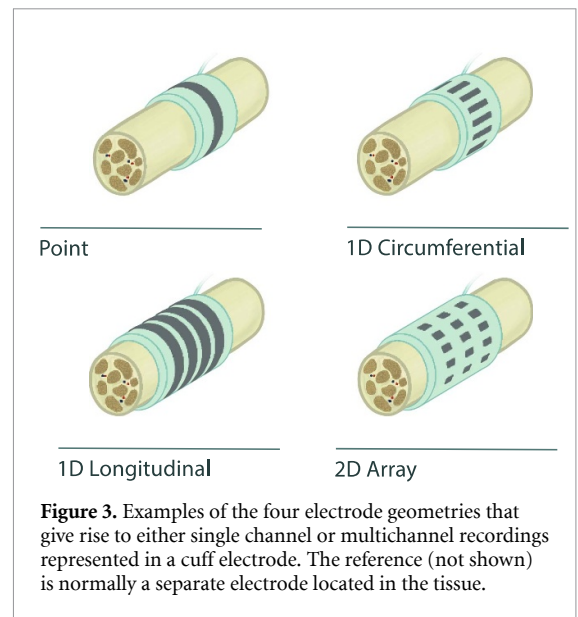 Point
1D Circumferential
1D Longitudinal
2D Array
Figure 3. Examples of the four electrode geometries that
give rise to either single channel or multichannel recordings
represented in a cuff electrode. The reference (not shown)
is normally a separate electrode located in the tissue.